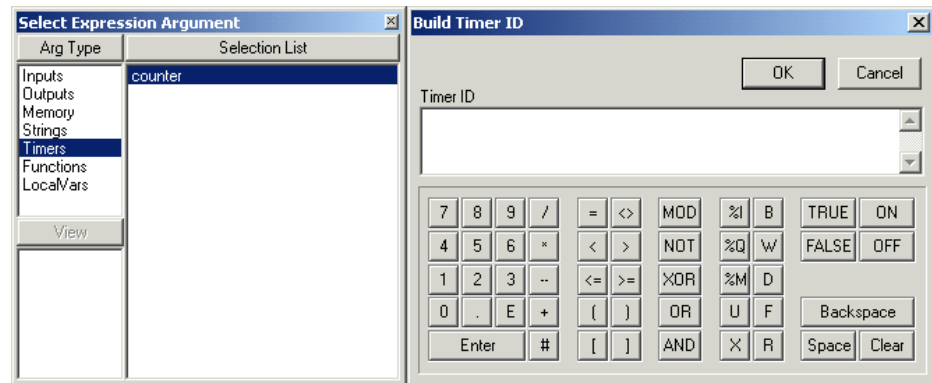 Select Expression Argument
Arg Type Selection List
Inputs
Outputs
Memory
Strings
Timers
Functions
LocalVars
counter
View
Build Timer ID
OK Cancel
Timer ID
7 8 9 / = <> MOD %I B TRUE ON
4 5 6 * < > NOT %Q W FALSE OFF
1 2 3 -- <= >= XOR %M D
0 . E + ( ) OR U F Backspace
Enter # [ ] AND X R Space Clear